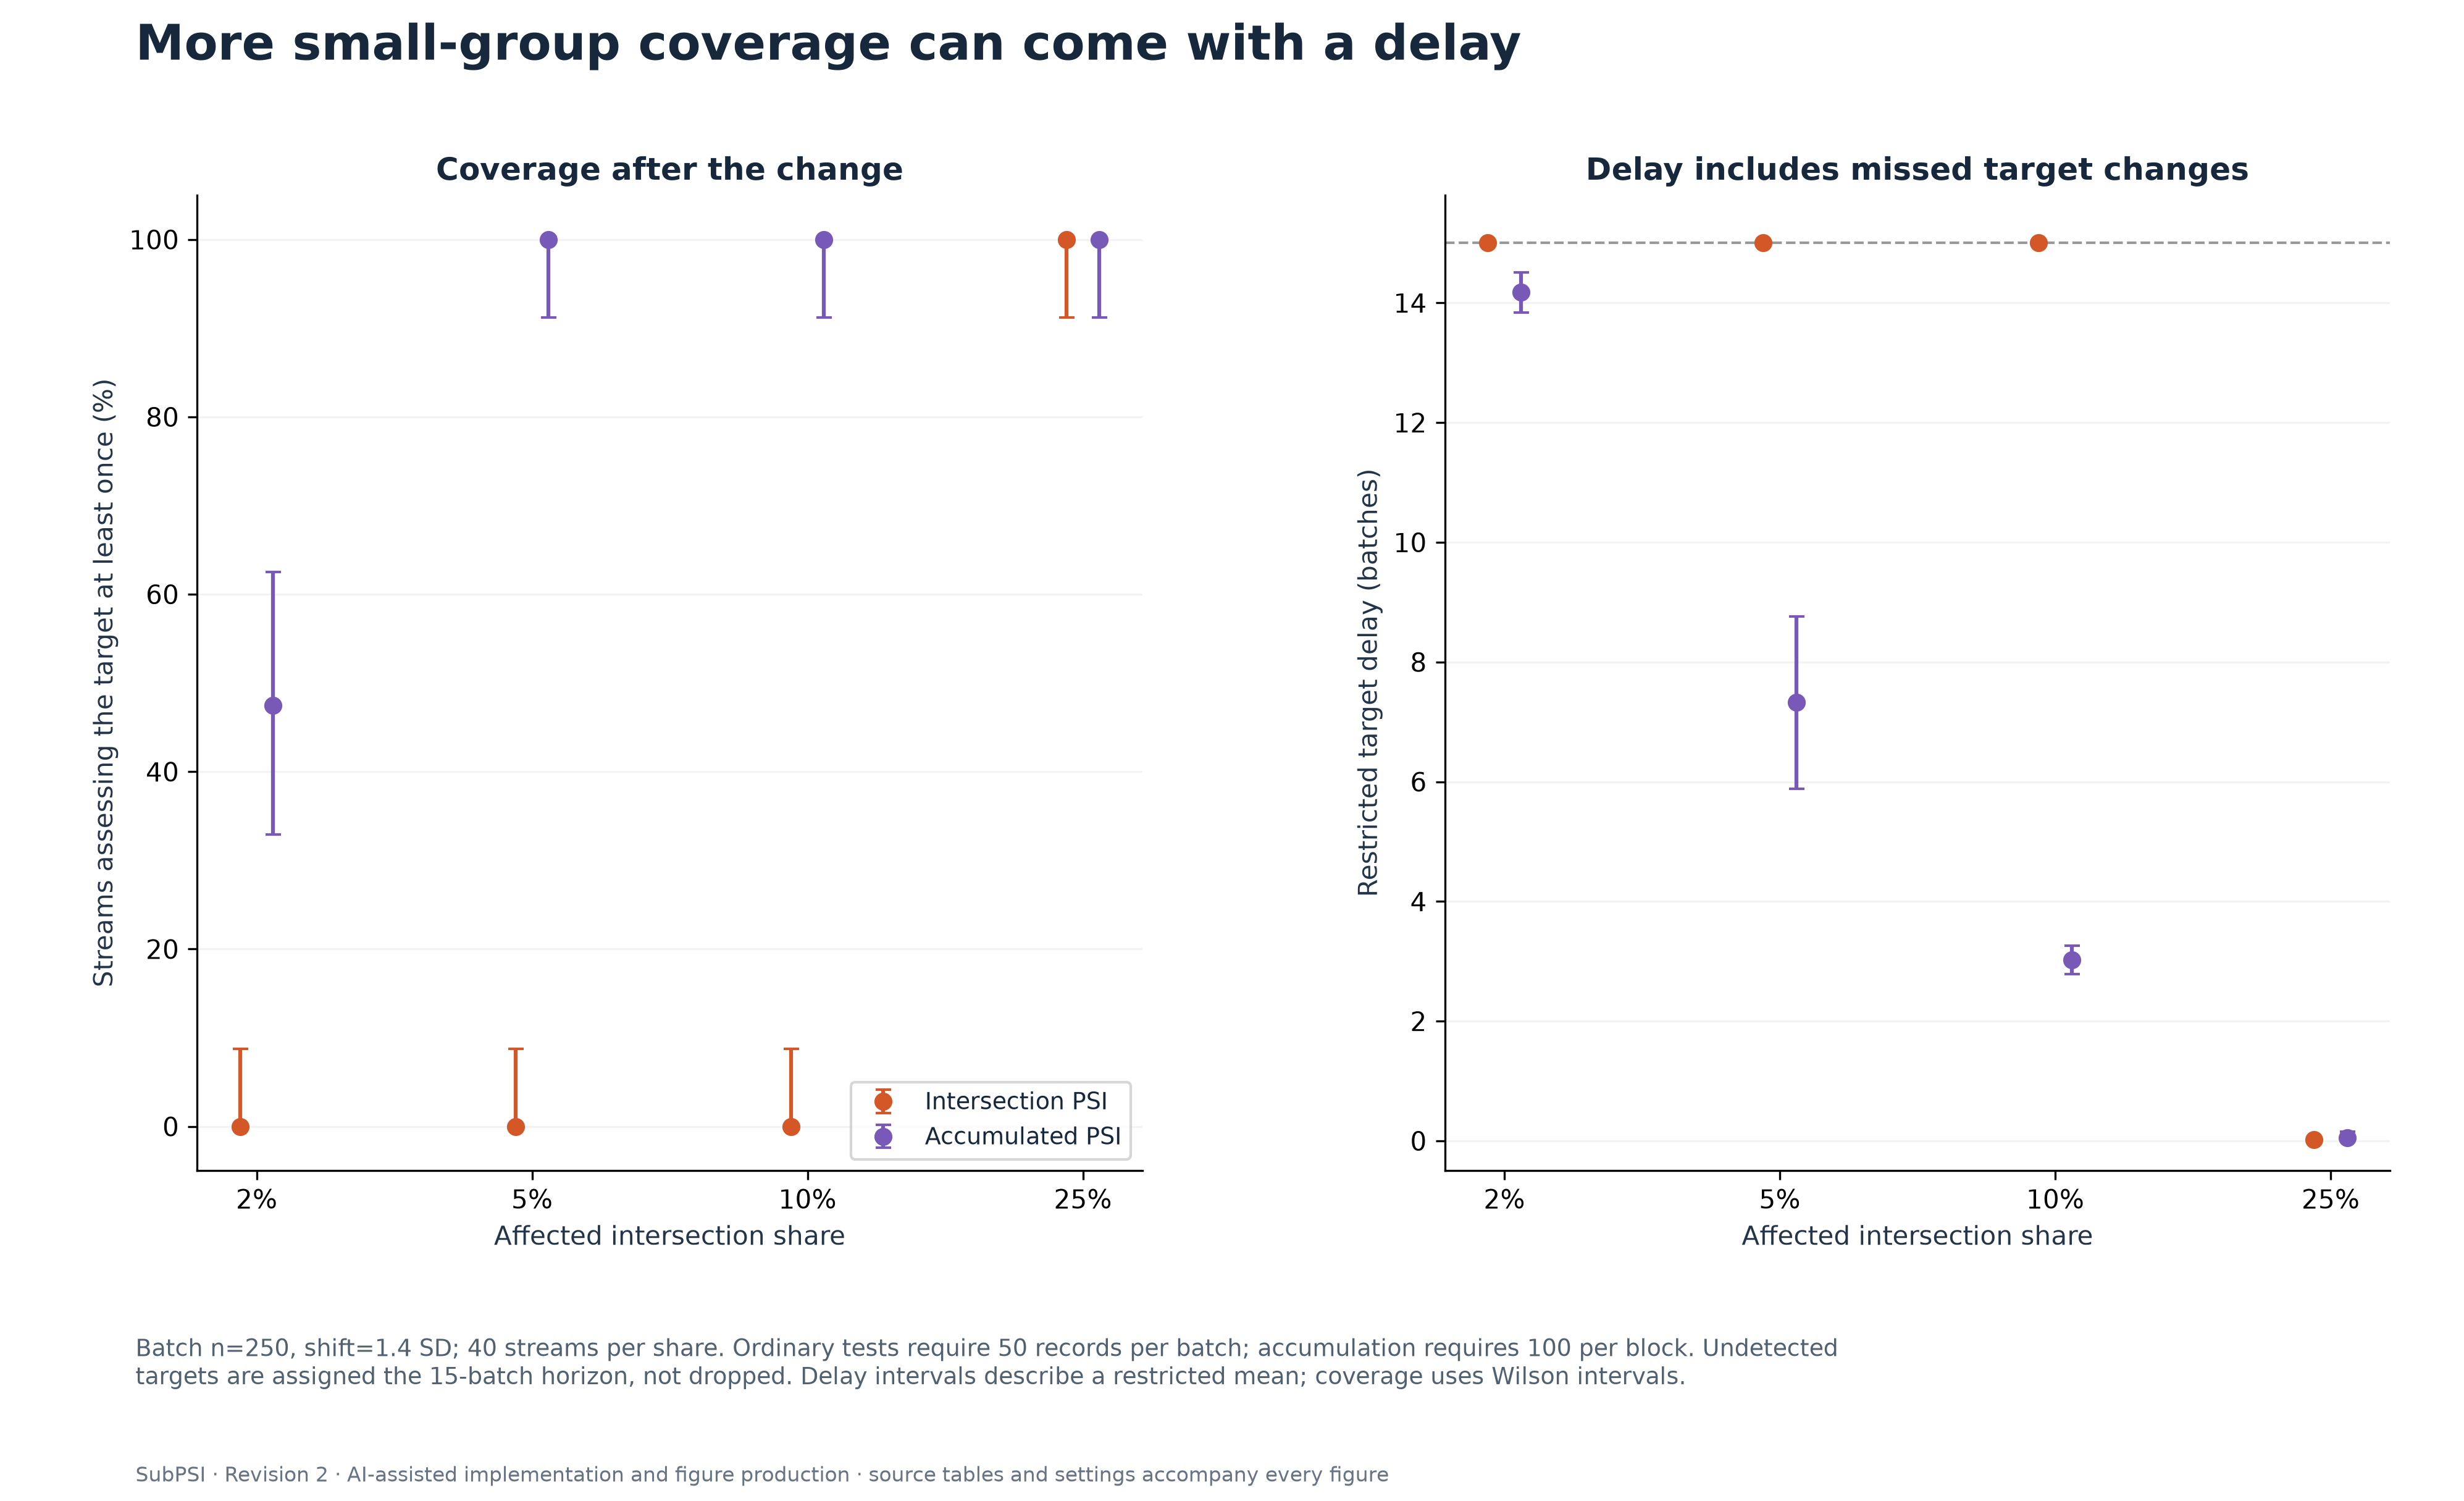 More small-group coverage can come with a delay
Coverage after the change
Streams assessing the target at least once (%)
100
80
60
40
20
0
2%
5%
10%
25%
Affected intersection share
Intersection PSI
Accumulated PSI
Delay includes missed target changes
Restricted target delay (batches)
14
12
10
8
6
4
2
0
2%
5%
10%
25%
Affected intersection share
Batch n=250, shift=1.4 SD; 40 streams per share. Ordinary tests require 50 records per batch; accumulation requires 100 per block. Undetected
targets are assigned the 15-batch horizon, not dropped. Delay intervals describe a restricted mean; coverage uses Wilson intervals.
SubPSI · Revision 2 · AI-assisted implementation and figure production · source tables and settings accompany every figure